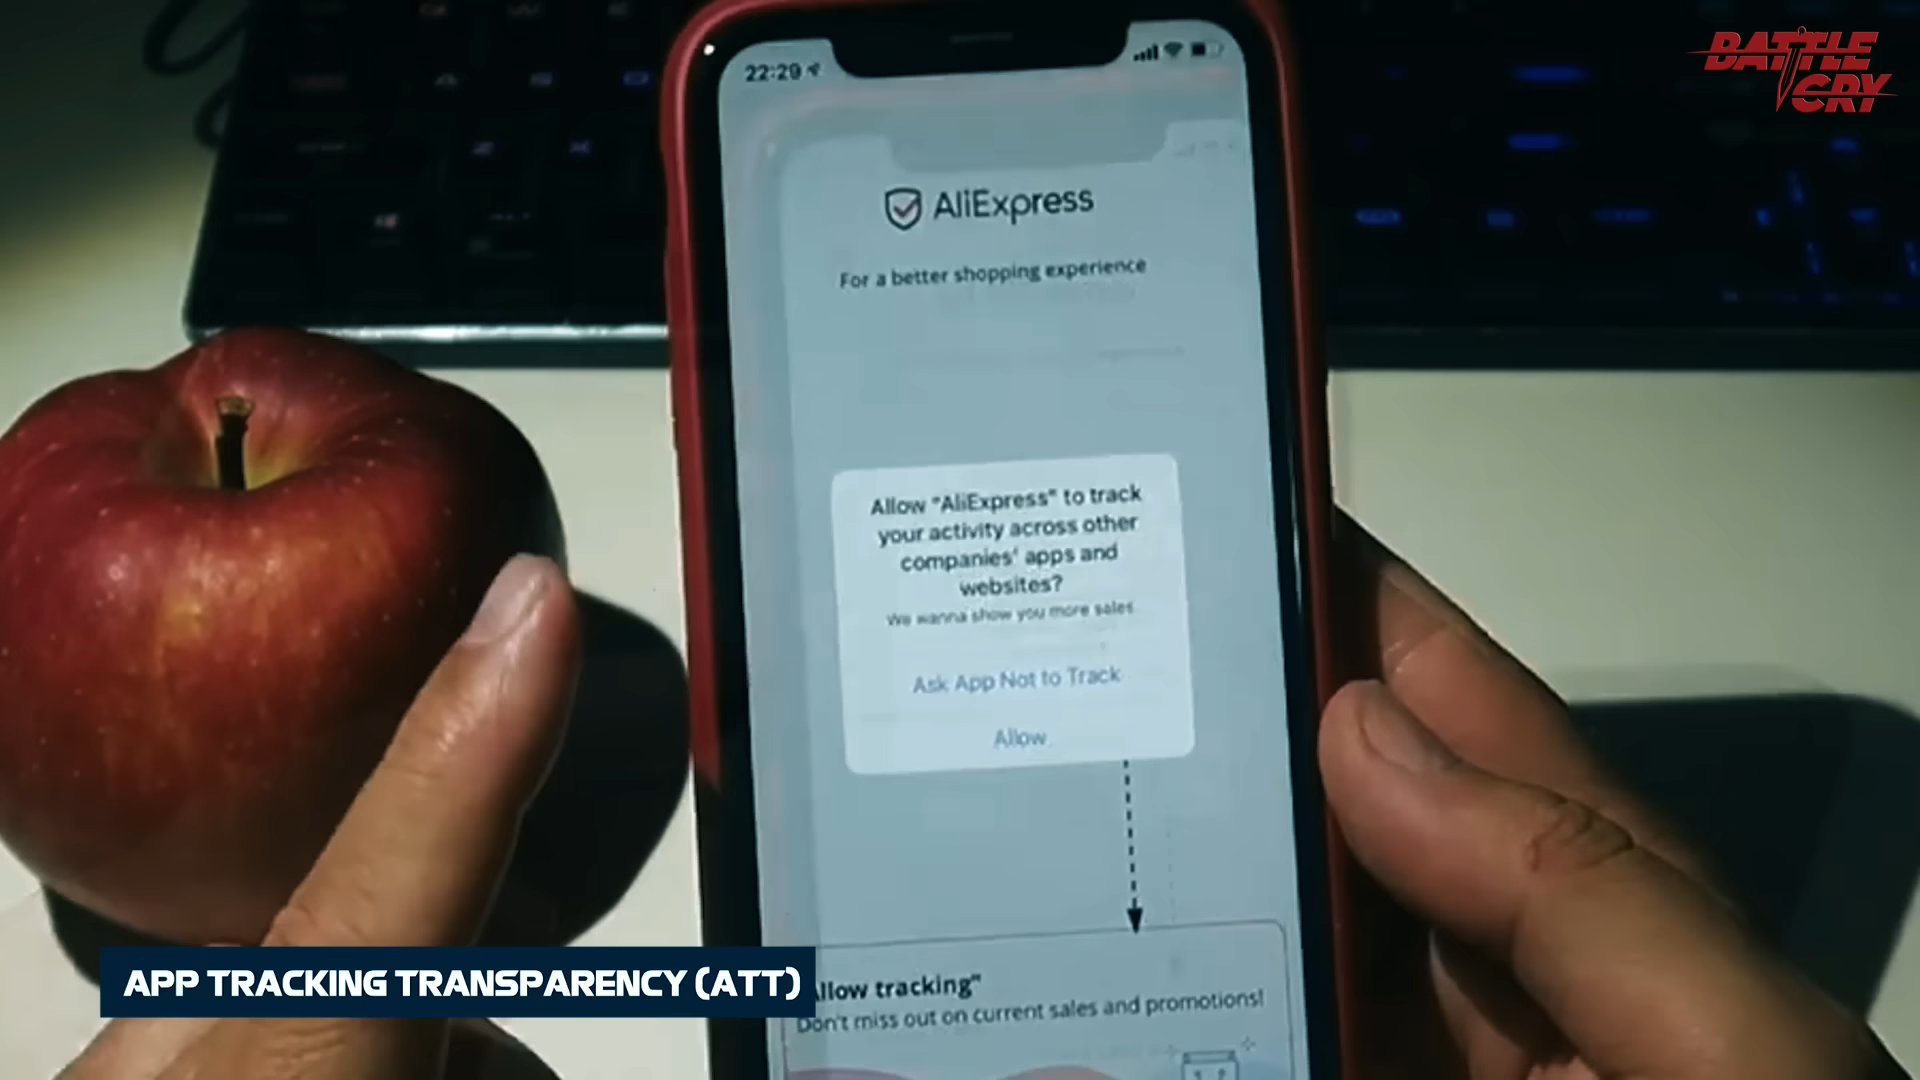 BATTLE
CRY
22:29
AliExpress
For a better shopping experience
Allow "AliExpress" to track
your activity across other
companies' apps and
websites?
We wanna show you more sales
Ask App Not to Track
Allow
llow tracking"
Don't miss out on current sales and promotions!
APP TRACKING TRANSPARENCY (ATT)